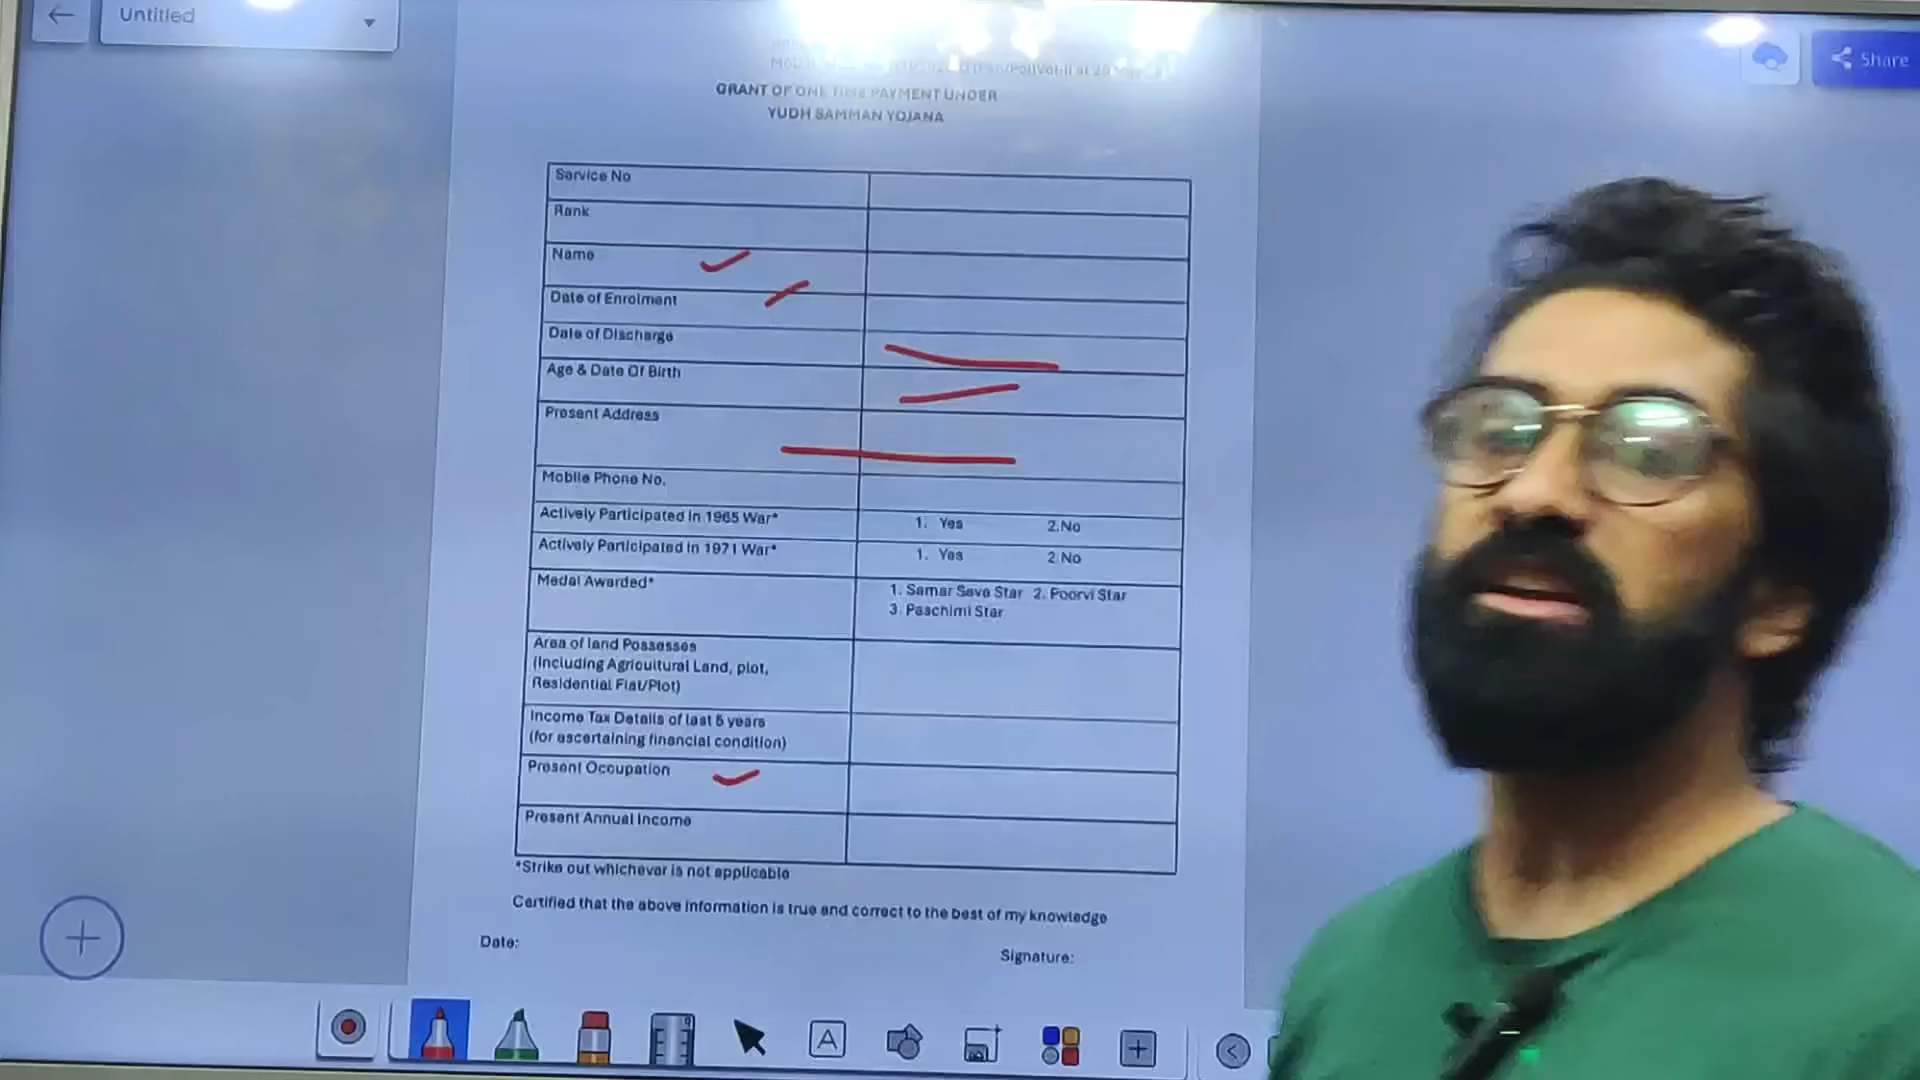 Untitled
Share
GRANT OF ONE TIME PAYMENT UNDER
YUDH SAMMAN YOJANA
Service No
Rank
Name
Date of Enrolment
Date of Discharge
Age & Date Of Birth
Present Address
Mobile Phone No.
Actively Participated in 1965 War* 1. Yes 2.No
Actively Participated in 1971 War* 1. Yes 2.No
Medal Awarded* 1. Samar Seva Star 2. Poorvi Star
3. Paschimi Star
Area of land Possesses
(Including Agricultural Land, plot,
Residential Flat/Plot)
Income Tax Details of last 5 years
(for ascertaining financial condition)
Present Occupation
Present Annual Income
*Strike out whichever is not applicable
Certified that the above information is true and correct to the best of my knowledge
Date: Signature:
A